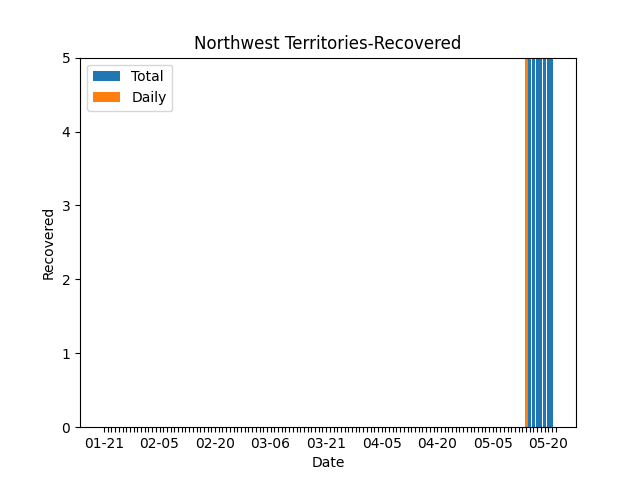 Northwest Territories-Recovered
Total
Daily
5
4
3
2
1
0
Recovered
01-21 02-05 02-20 03-06 03-21 04-05 04-20 05-05 05-20
Date